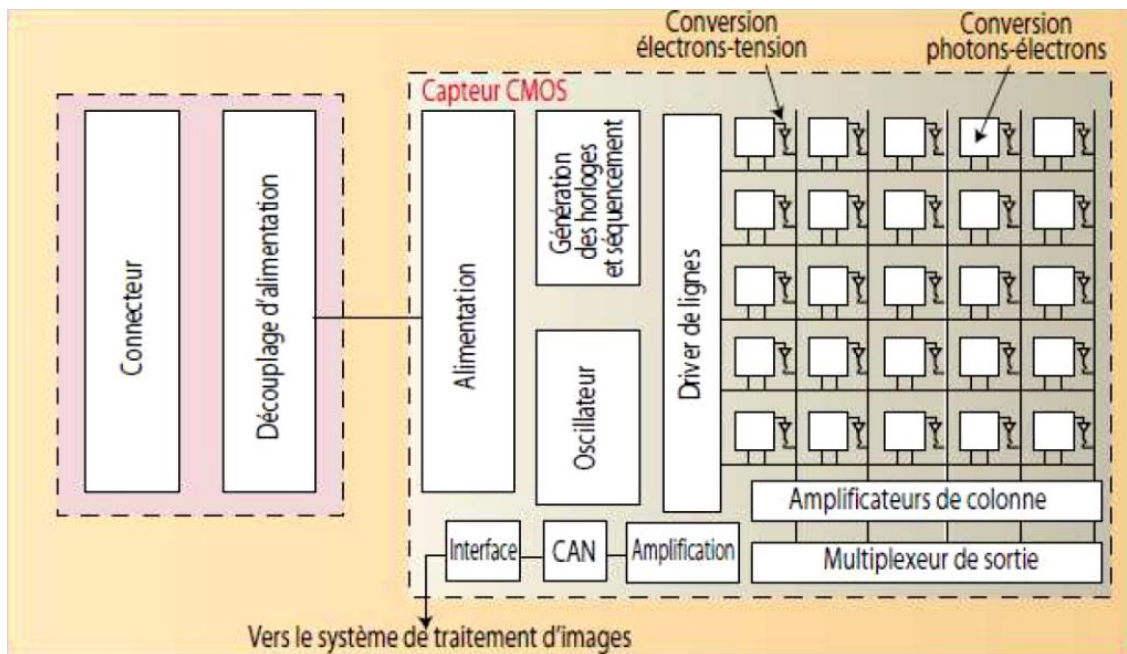 Conversion
électrons-tension
Conversion
photons-électrons
Capteur CMOS
Connecteur
Découplage d'alimentation
Alimentation
Génération
des horloges
et séquencement
Oscillateur
Driver de lignes
Amplificateurs de colonne
Interface
CAN
Amplification
Multiplexeur de sortie
Vers le système de traitement d'images